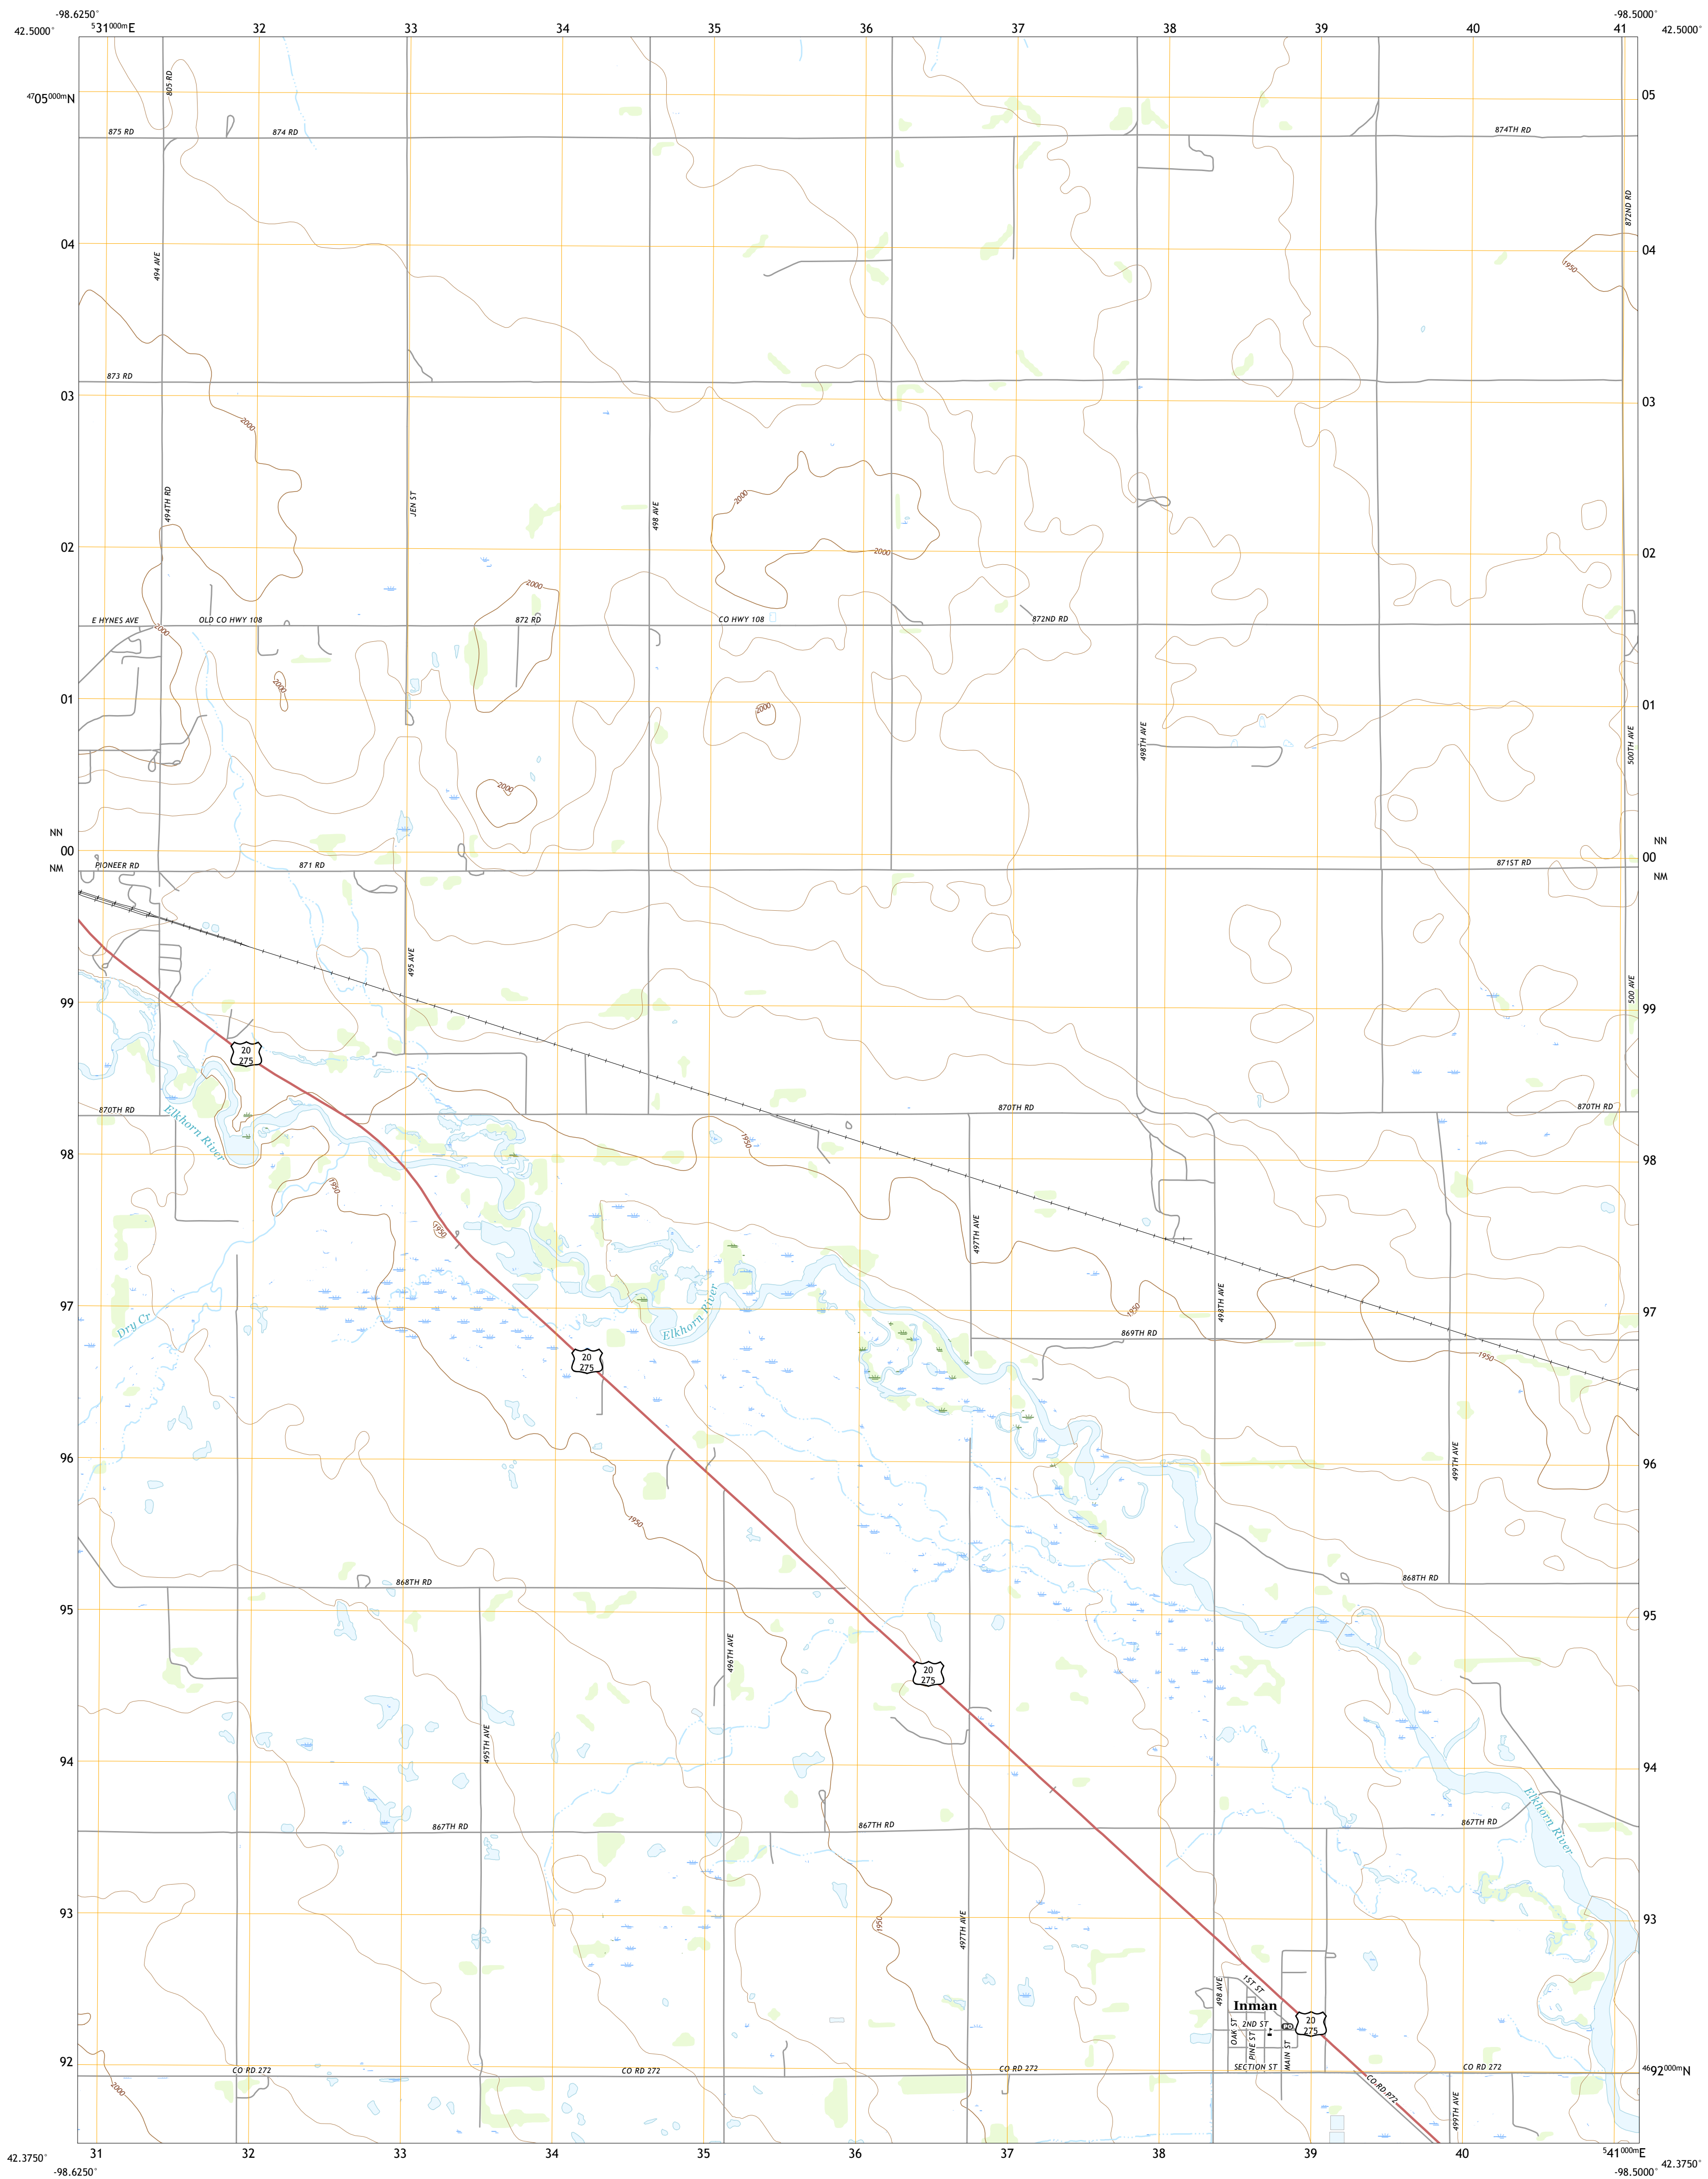 -98.6250° -98.5000°
42.5000° 531000mE 32 33 34 35 36 37 38 39 40 41 42.5000°
805 RD
4705000mN 05
875 RD 874 RD 874TH RD
872ND RD
04 04
494 AVE
1950
873 RD
03 03
2000
2000
494TH RD JEN ST 498 AVE
02 2000 02
2000
E HYNES AVE OLD CO HWY 108 872 RD CO HWY 108 872ND RD
2000
2000
01 2000 01
498TH AVE 500TH AVE
2000
NN NN
00 00
NM PIONEER RD 871 RD 871ST RD NM
495 AVE 500 AVE
99 99
20
275
870TH RD 870TH RD 870TH RD
Elkhorn River
1950
98 98
1950
1950 497TH AVE
498TH AVE
97 1950 97
Dry Cr Elkhorn River
869TH RD
20
275
1950
96 499TH AVE 96
1950
868TH RD 868TH RD
95 95
496TH AVE
20
275
495TH AVE
94 94
Elkhorn River
867TH RD 867TH RD 867TH RD
93 1950 497TH AVE 93
498 AVE 1ST ST
Inman
20
275
OAK ST 2ND ST
PINE ST MAIN ST
92 4692000mN
CO RD 272 CO RD 272 CO RD 272 SECTION ST CO RD 272
2000 CO RD P72
499TH AVE
42.3750° 31 32 33 34 35 36 37 38 39 40 541000mE 42.3750°
-98.6250° -98.5000°